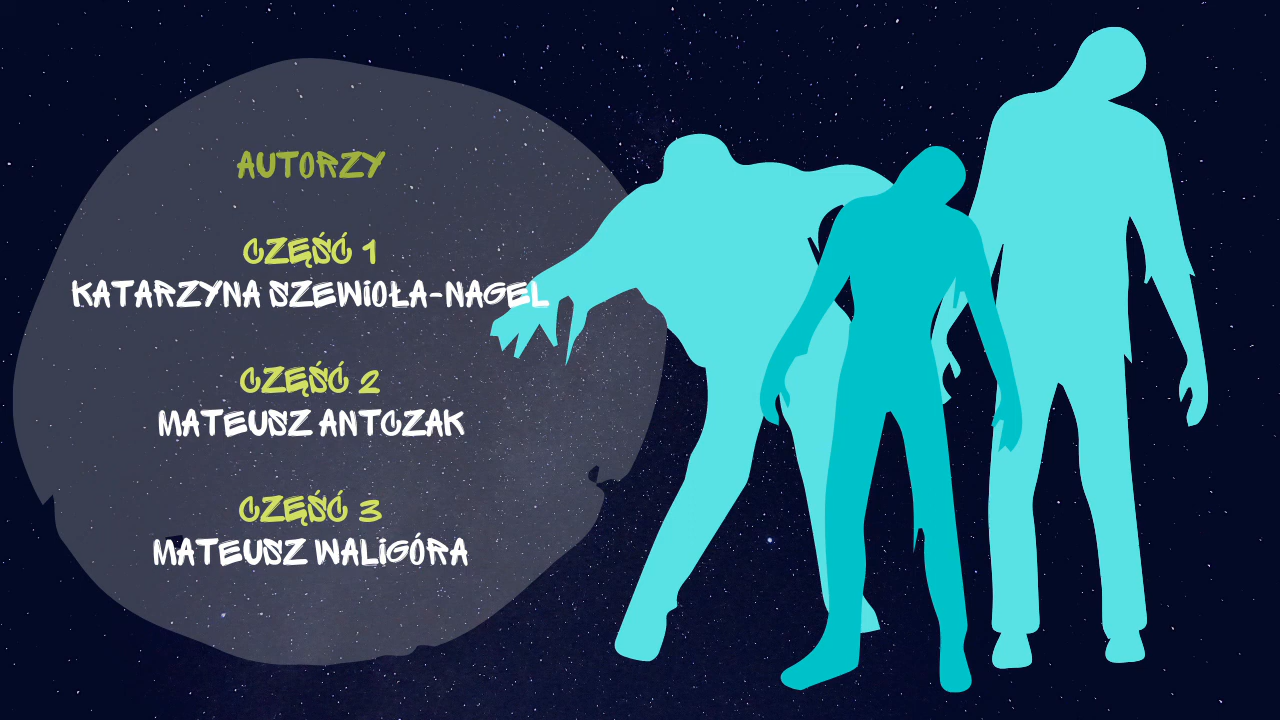 AUTORZY
CZĘŚĆ 1
KATARZYNA SZEWIOŁA-NAGEL
CZĘŚĆ 2
MATEUSZ ANTCZAK
CZĘŚĆ 3
MATEUSZ WALIGÓRA